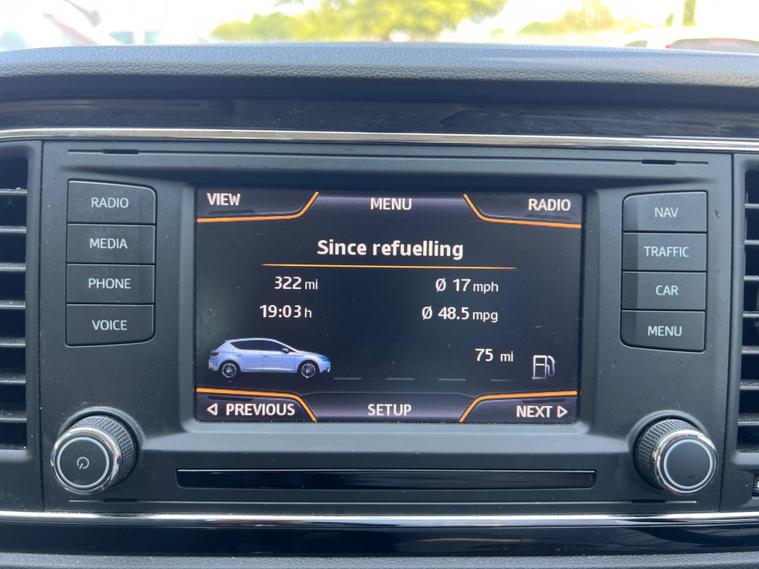 VIEW MENU RADIO
Since refuelling
322 mi Ø 17 mph
19:03 h Ø 48.5 mpg
75 mi
PREVIOUS SETUP NEXT
RADIO
MEDIA
PHONE
VOICE
NAV
TRAFFIC
CAR
MENU